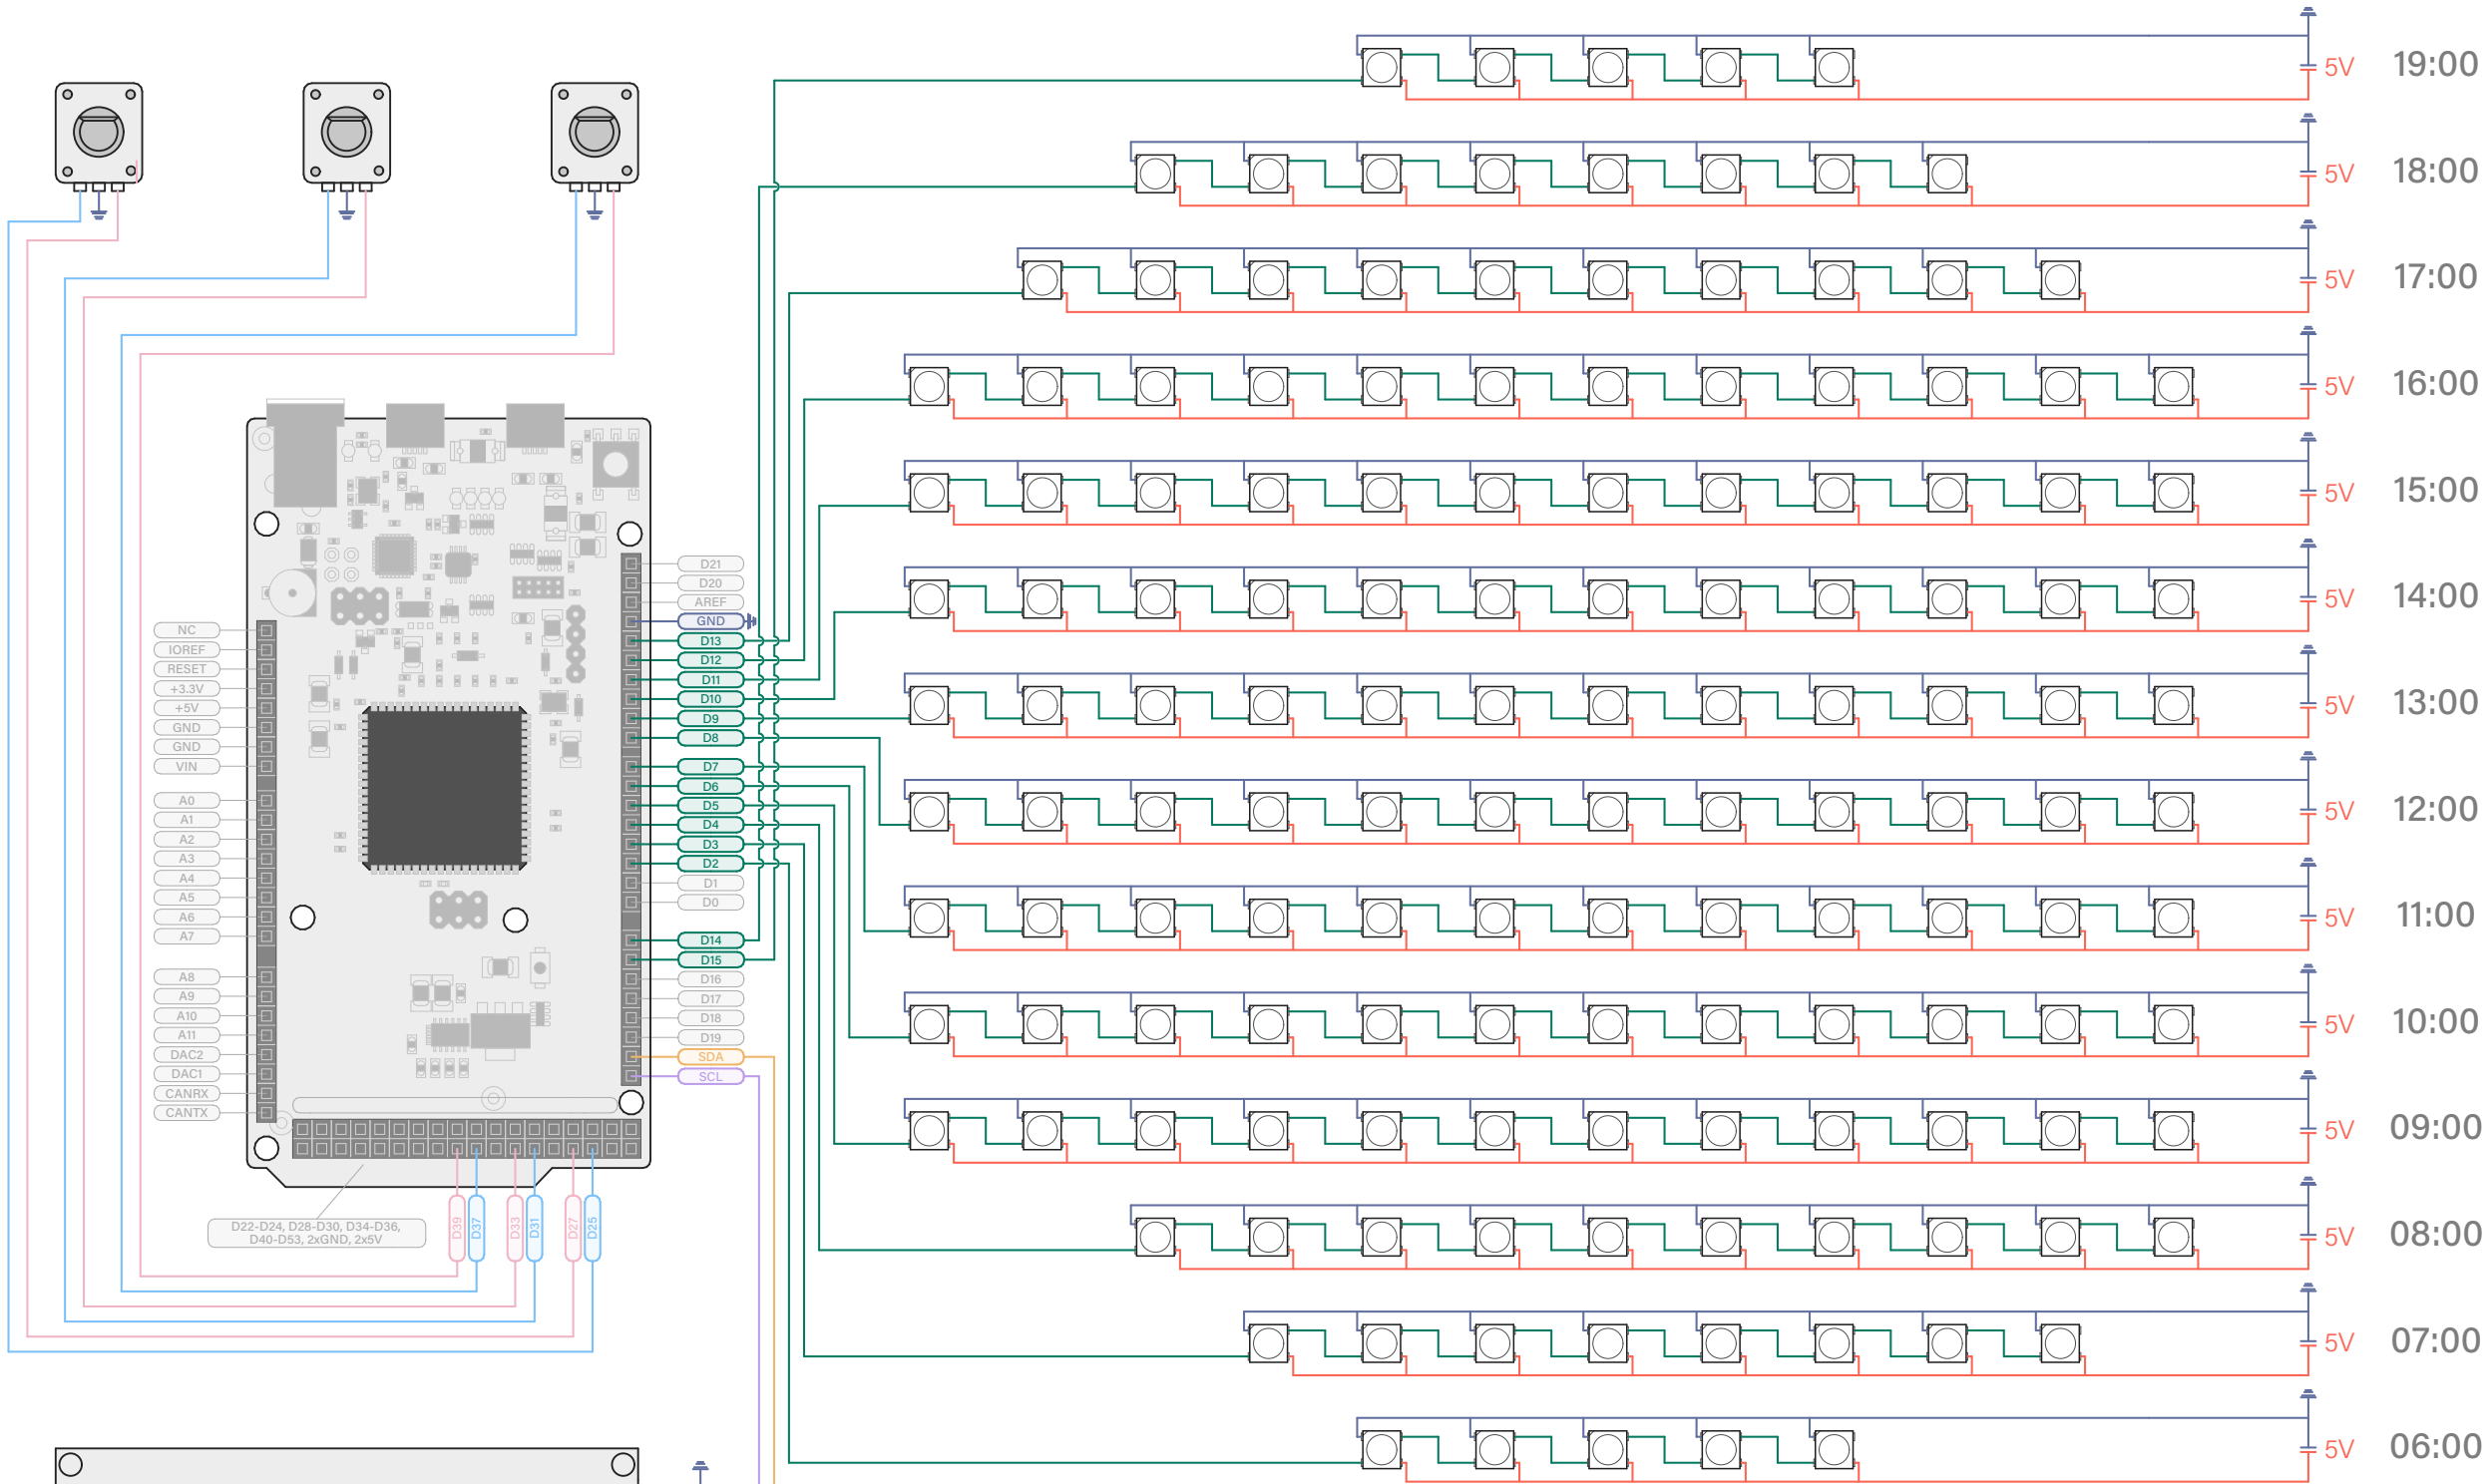 5V 19:00
5V 18:00
5V 17:00
5V 16:00
5V 15:00
5V 14:00
5V 13:00
5V 12:00
5V 11:00
5V 10:00
5V 09:00
5V 08:00
5V 07:00
5V 06:00
NC
IOREF
RESET
+3.3V
+5V
GND
GND
VIN
A0
A1
A2
A3
A4
A5
A6
A7
A8
A9
A10
A11
DAC2
DAC1
CANRX
CANTX
D21
D20
AREF
GND
D13
D12
D11
D10
D9
D8
D7
D6
D5
D4
D3
D2
D1
D0
D14
D15
D16
D17
D18
D19
SDA
SCL
D39
D37
D33
D31
D27
D25
D22-D24, D28-D30, D34-D36,
D40-D53, 2xGND, 2x5V